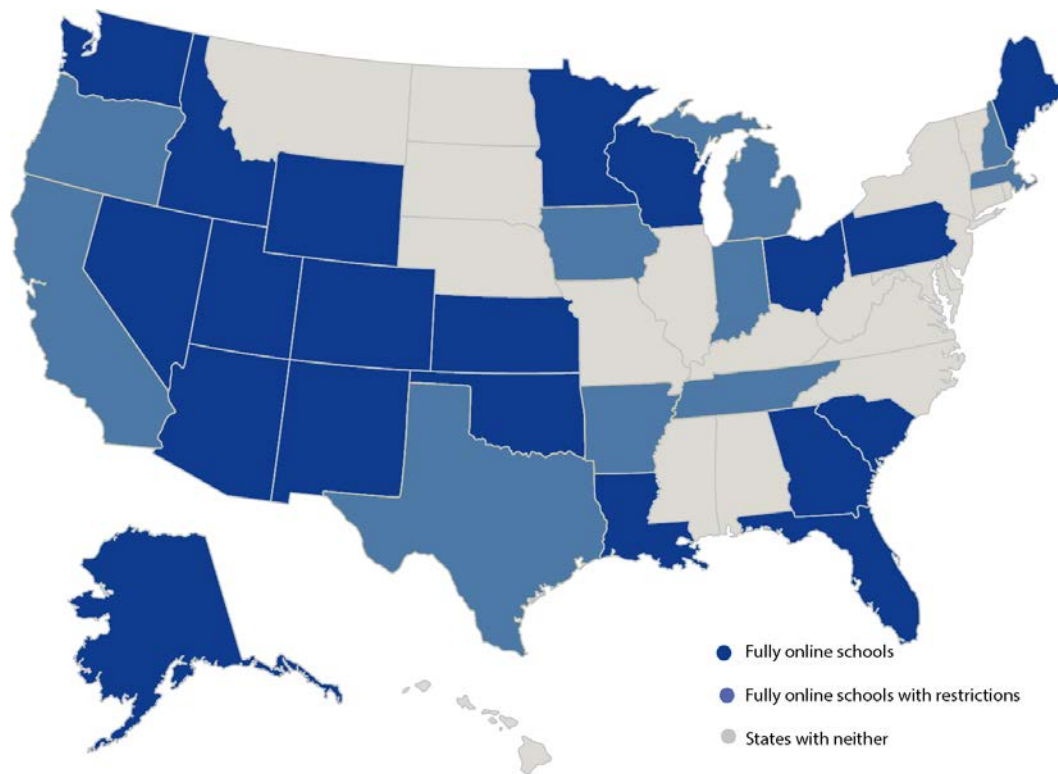 Fully online schools
Fully online schools with restrictions
States with neither